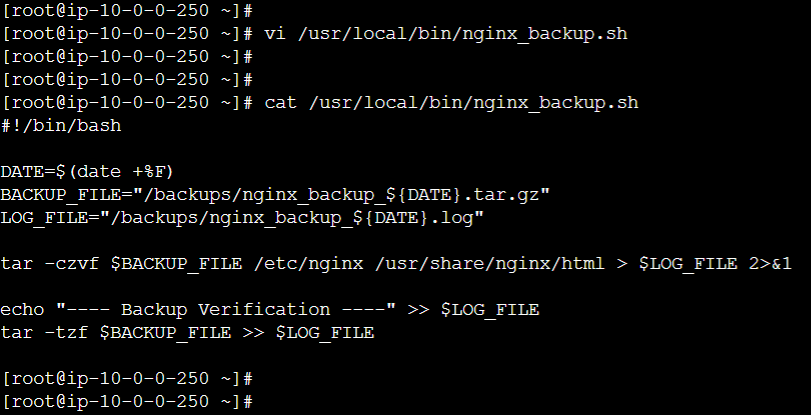 [root@ip-10-0-0-250 ~]#
[root@ip-10-0-0-250 ~]# vi /usr/local/bin/nginx_backup.sh
[root@ip-10-0-0-250 ~]#
[root@ip-10-0-0-250 ~]#
[root@ip-10-0-0-250 ~]# cat /usr/local/bin/nginx_backup.sh
#!/bin/bash

DATE=$(date +%F)
BACKUP_FILE="/backups/nginx_backup_${DATE}.tar.gz"
LOG_FILE="/backups/nginx_backup_${DATE}.log"

tar -czvf $BACKUP_FILE /etc/nginx /usr/share/nginx/html > $LOG_FILE 2>&1

echo "---- Backup Verification ----" >> $LOG_FILE
tar -tzf $BACKUP_FILE >> $LOG_FILE

[root@ip-10-0-0-250 ~]#
[root@ip-10-0-0-250 ~]#